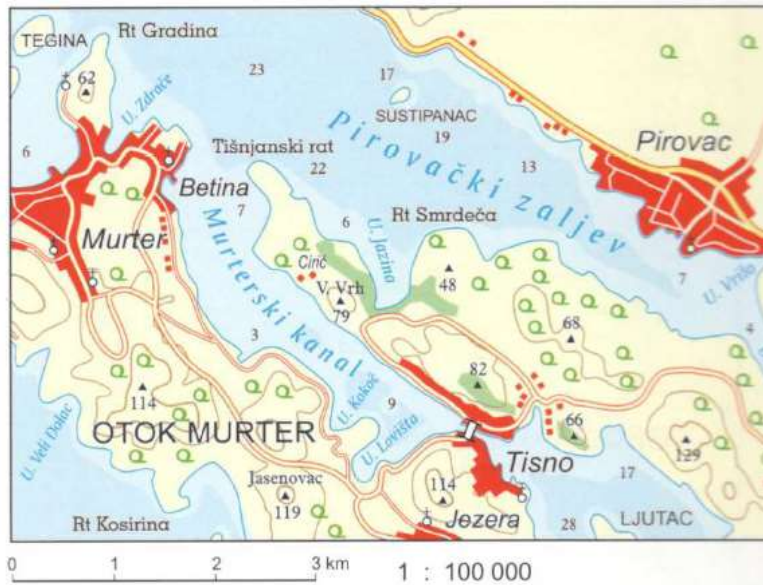 TEGINA
Rt Gradina
62
U. Zdrače
23
17
SUSTIPANAC
19
Pirovački zaljev
13
Pirovac
6
Betina
Tišnjanski rat
22
7
6
U. Jazina
Rt Smrdeča
Murter
Murterski kanal
Cirić
V. Vrh
79
48
7
U. Vrilo
4
3
68
82
114
U. Kakoč
9
66
OTOK MURTER
U. Lovišta
U. Veli Dolac
Tisno
129
17
Jasenovac
119
114
Rt Kosirina
Jezera
28
LJUTAC
0 1 2 3 km
1 : 100 000